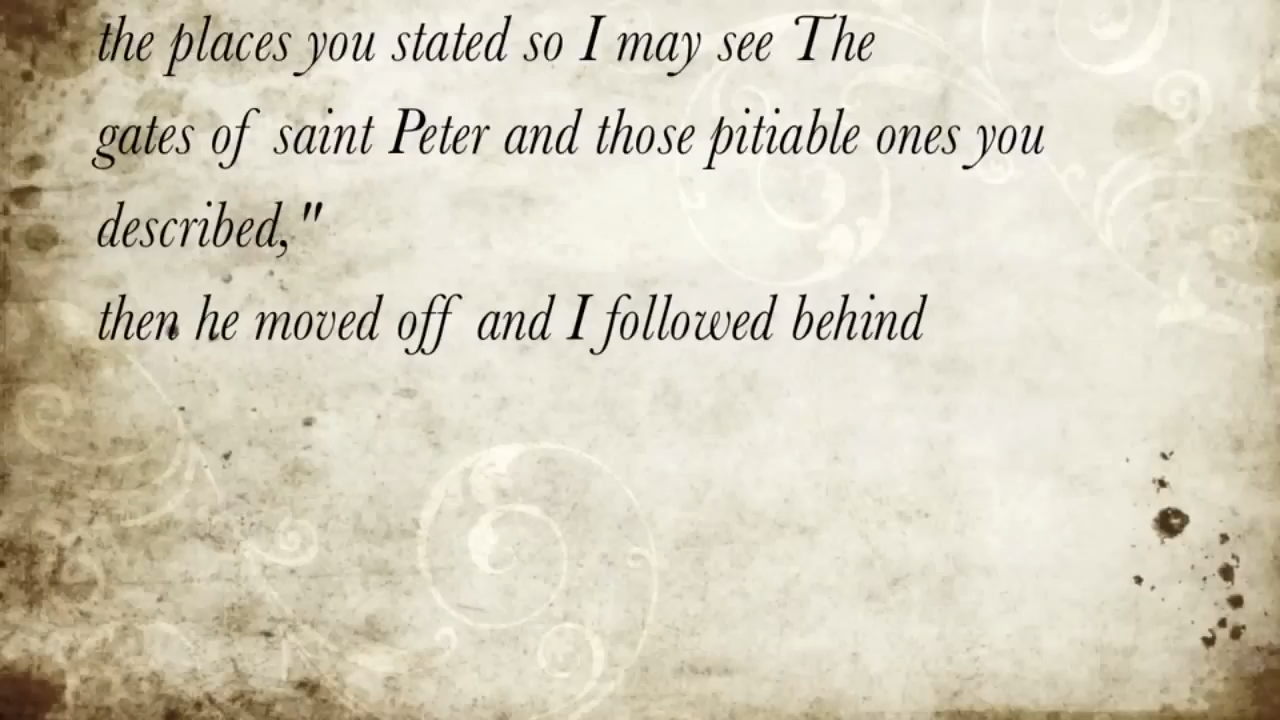 the places you stated so I may see The
gates of saint Peter and those pitiable ones you
described,"
then he moved off and I followed behind